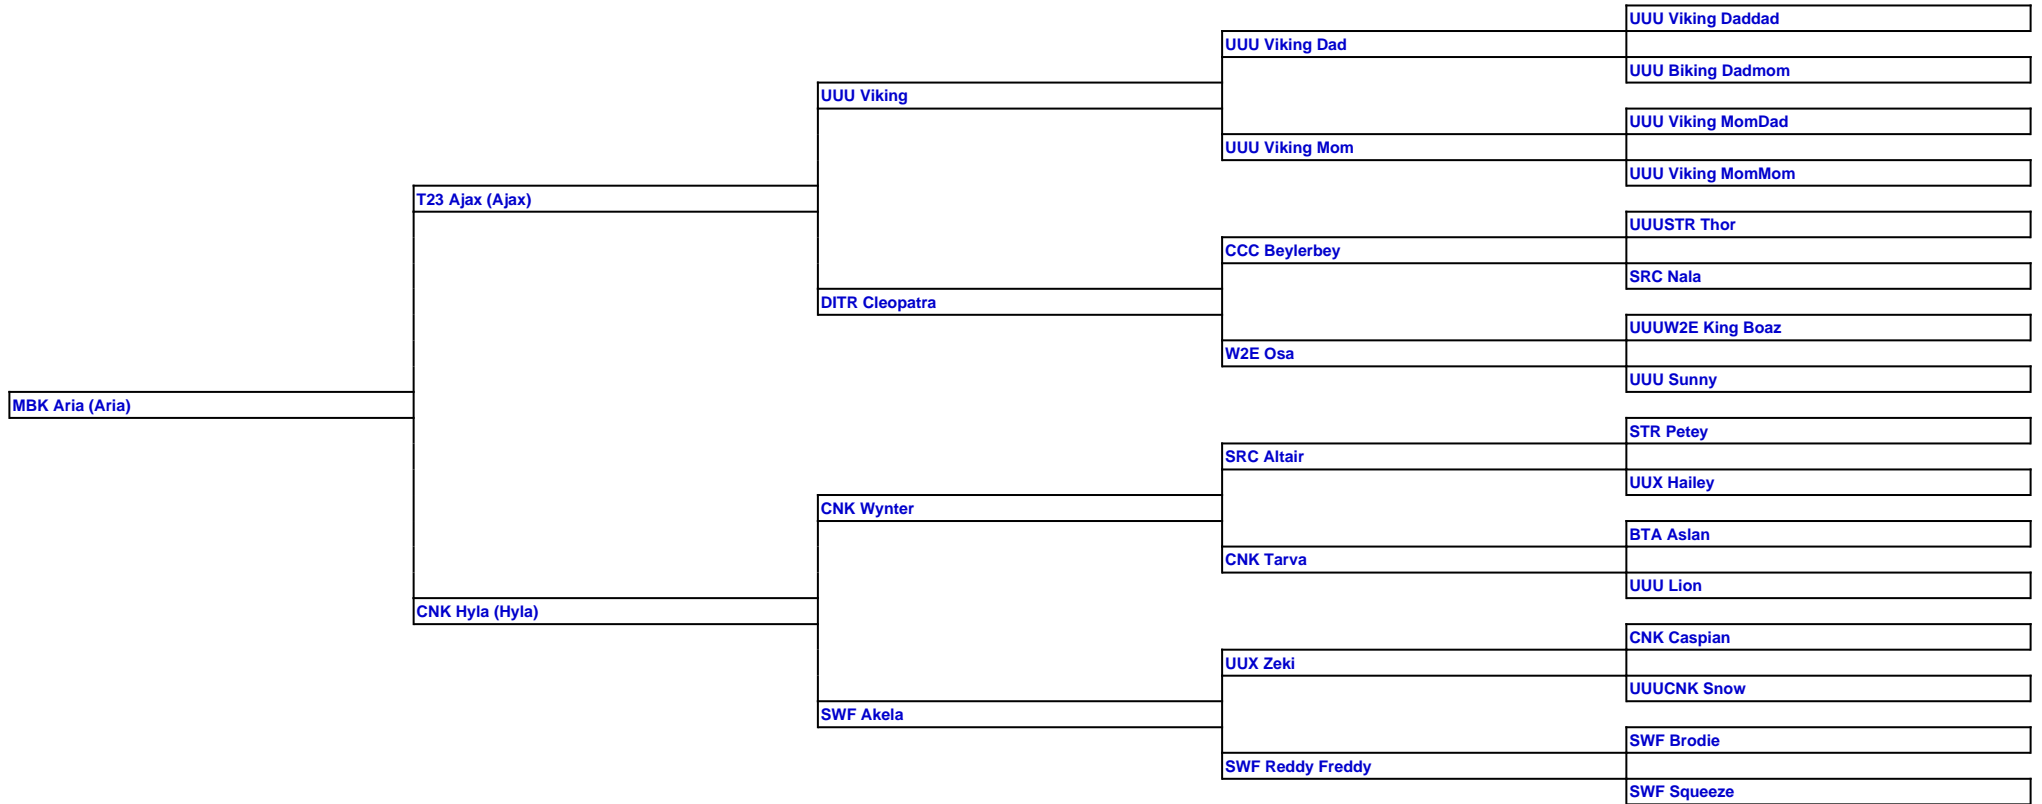 UUU Viking Daddad
UUU Viking Dad
UUU Biking Dadmom
UUU Viking
UUU Viking MomDad
UUU Viking Mom
UUU Viking MomMom
T23 Ajax (Ajax)
UUUSTR Thor
CCC Beylerbey
SRC Nala
DITR Cleopatra
UUUW2E King Boaz
W2E Osa
UUU Sunny
MBK Aria (Aria)
STR Petey
SRC Altair
UUX Hailey
CNK Wynter
BTA Aslan
CNK Tarva
UUU Lion
CNK Hyla (Hyla)
CNK Caspian
UUX Zeki
UUUCNK Snow
SWF Akela
SWF Brodie
SWF Reddy Freddy
SWF Squeeze